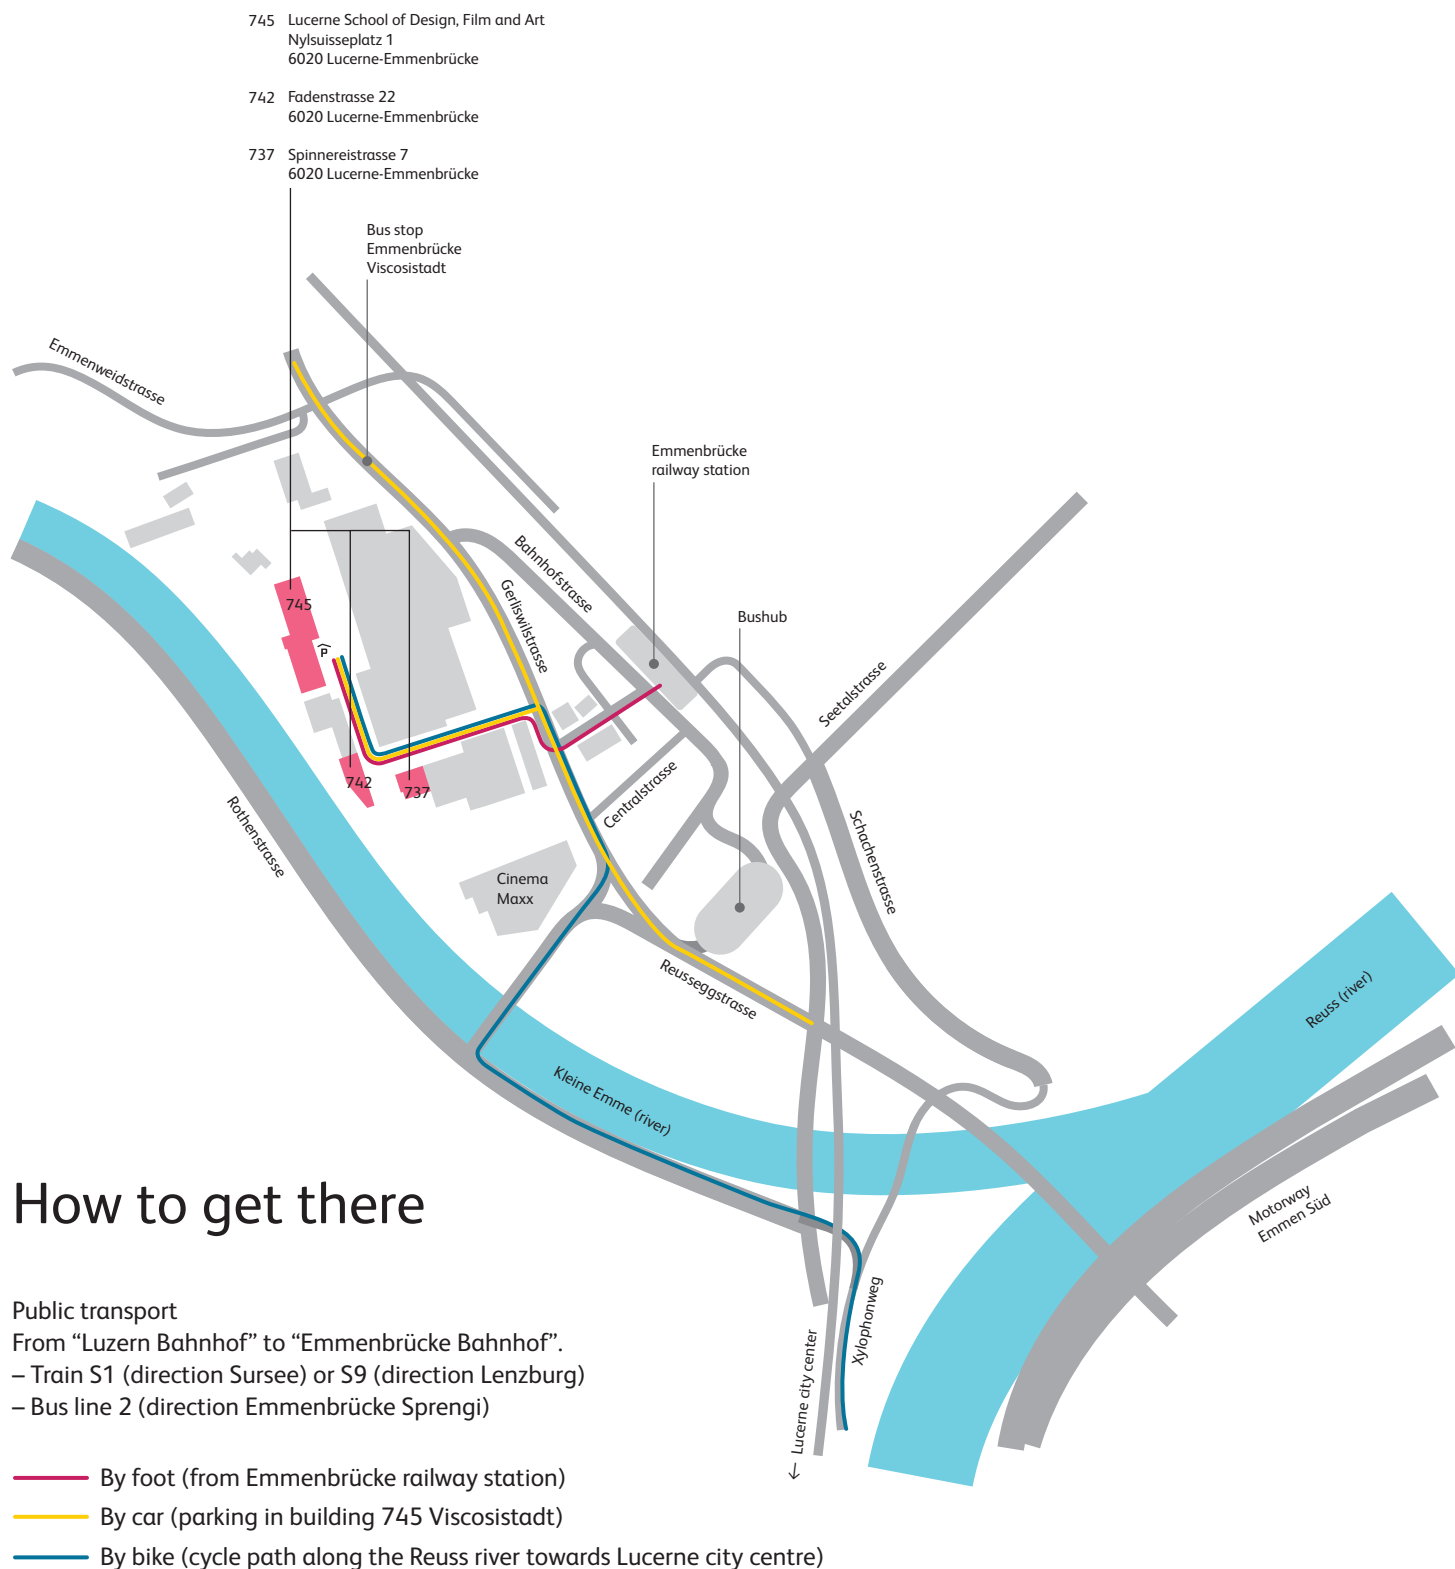 745 Lucerne School of Design, Film and Art
Nylsuisseplatz 1
6020 Lucerne-Emmenbrücke
742 Fadenstrasse 22
6020 Lucerne-Emmenbrücke
737 Spinnereistrasse 7
6020 Lucerne-Emmenbrücke
Bus stop
Emmenbrücke
Viscosistadt
Emmenweidstrasse
Emmenbrücke
railway station
Bahnhofstrasse
Gerliswilstrasse
Bushub
745
P
Seetalstrasse
742
737
Centralstrasse
Rothenstrasse
Schachenstrasse
Cinema
Maxx
Reusseggstrasse
Reuss (river)
Kleine Emme (river)
Motorway
Emmen Süd
Xylophonweg
← Lucerne city center
How to get there
Public transport
From “Luzern Bahnhof” to “Emmenbrücke Bahnhof”.
– Train S1 (direction Sursee) or S9 (direction Lenzburg)
– Bus line 2 (direction Emmenbrücke Sprengi)
By foot (from Emmenbrücke railway station)
By car (parking in building 745 Viscosistadt)
By bike (cycle path along the Reuss river towards Lucerne city centre)